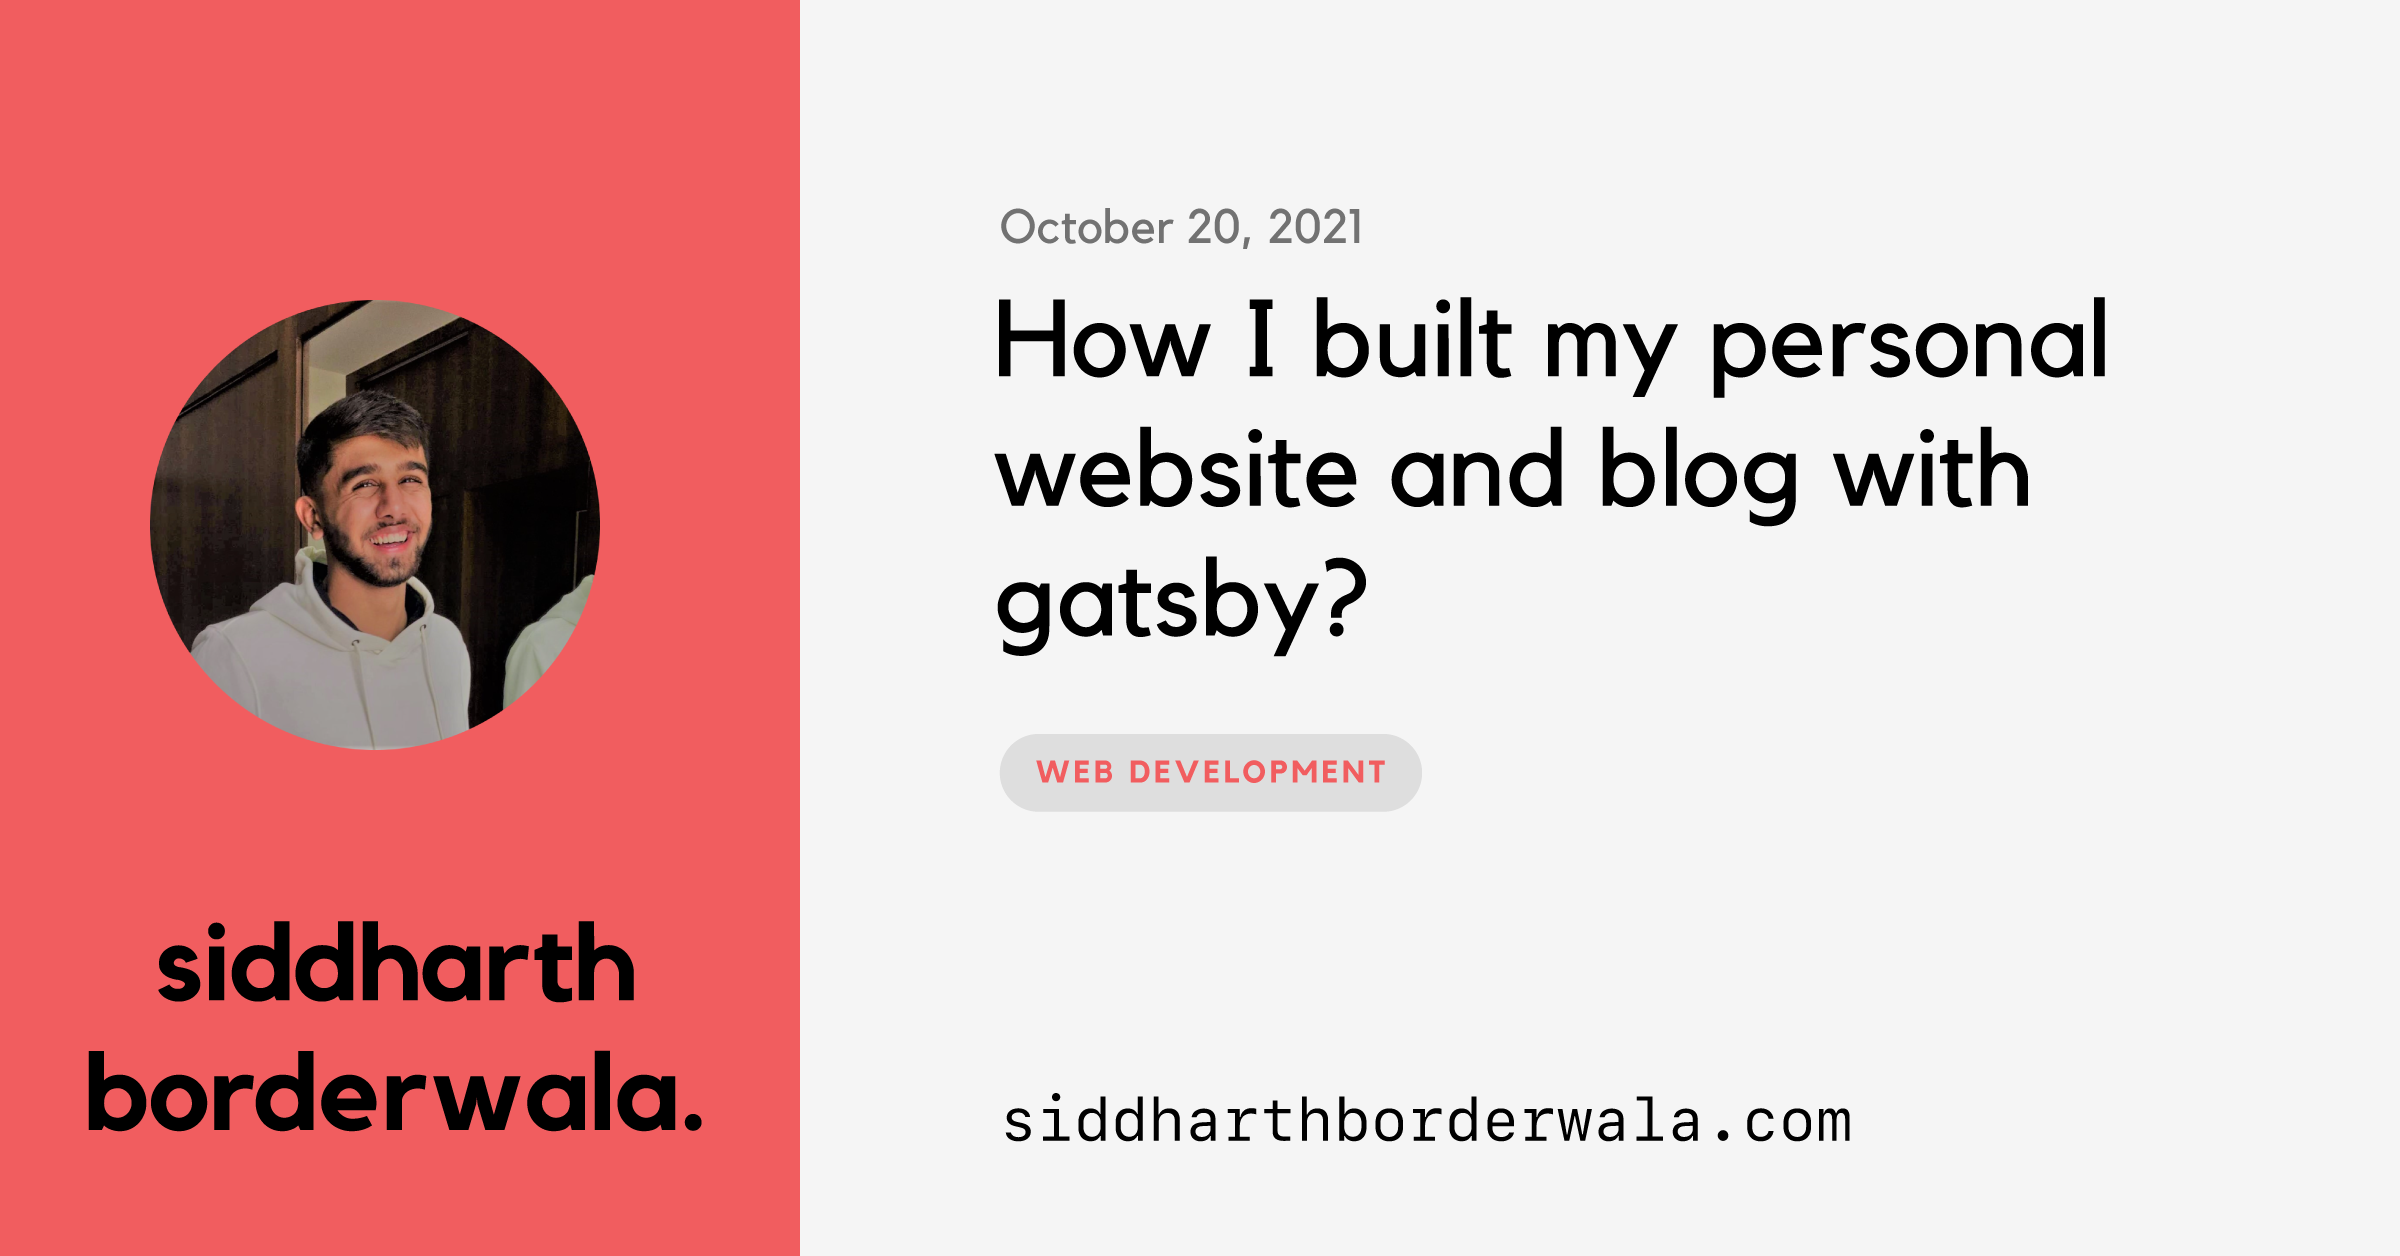 siddharth
borderwala.
October 20, 2021
How I built my personal
website and blog with
gatsby?
WEB DEVELOPMENT
siddharthborderwala.com